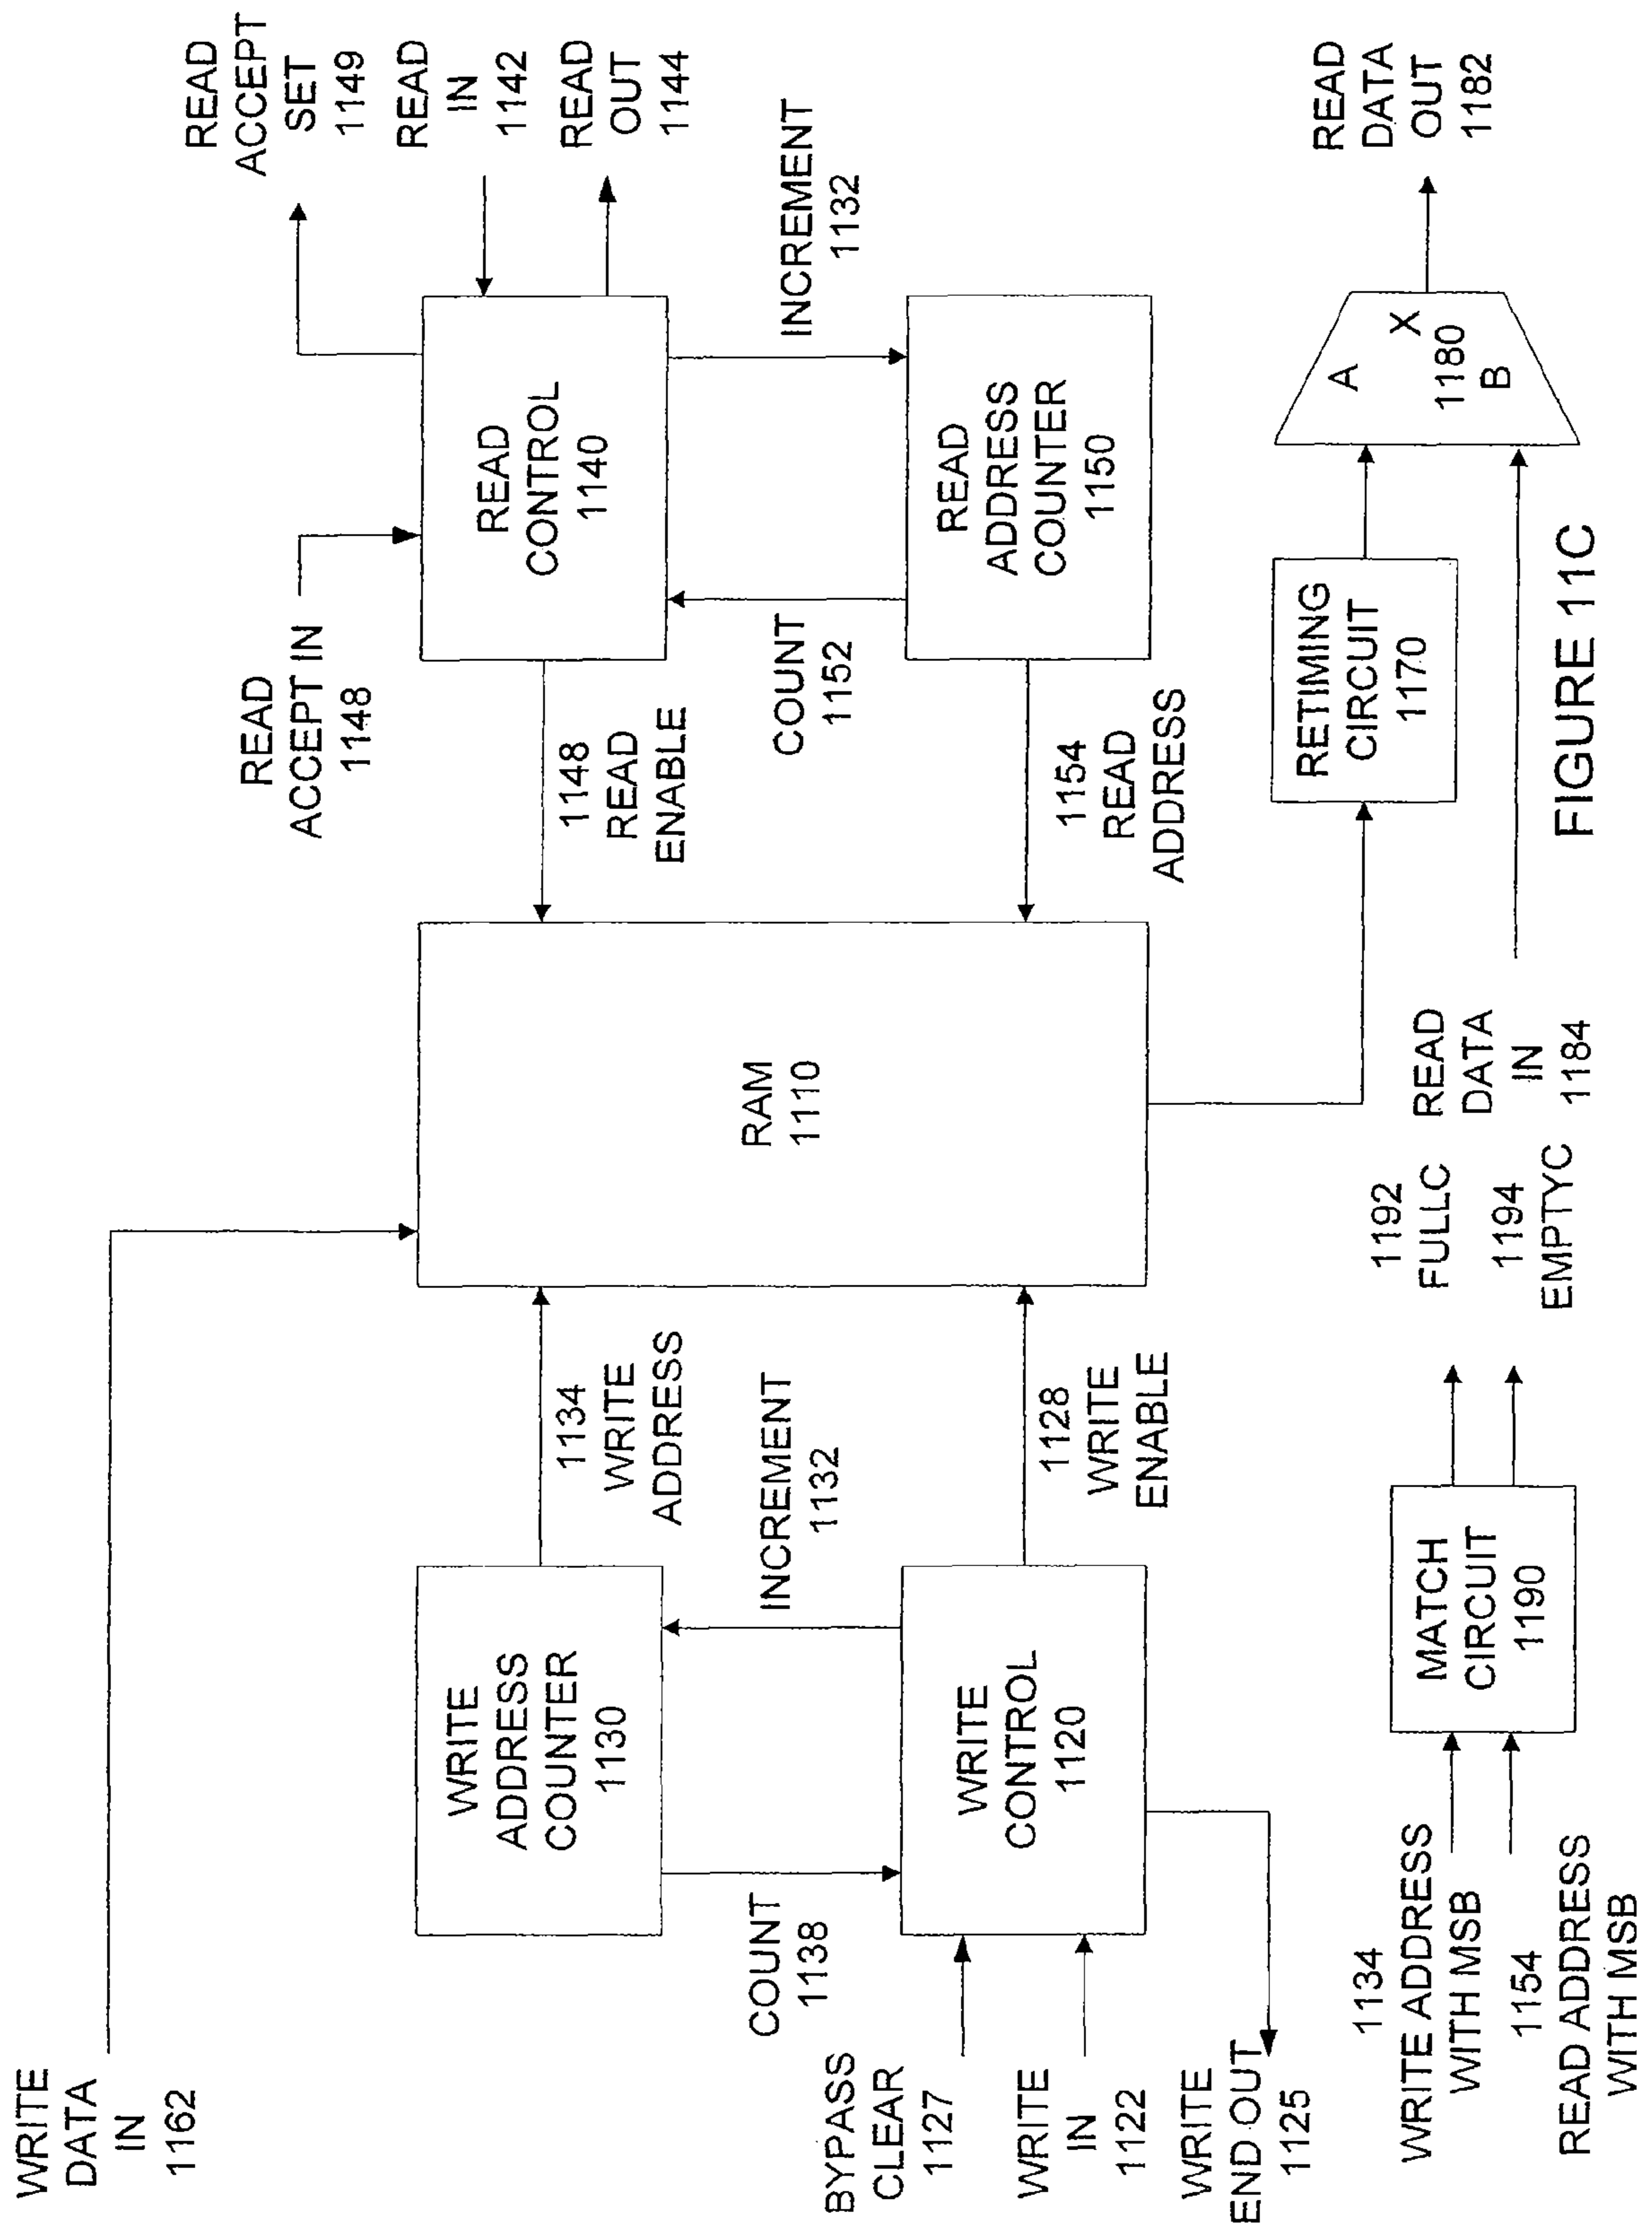 WRITE
DATA
IN
1162
WRITE
ADDRESS
COUNTER
1130
1134
WRITE
ADDRESS
COUNT
1138
INCREMENT
1132
BYPASS
CLEAR
1127
WRITE
IN
1122
WRITE
END OUT
1125
WRITE
CONTROL
1120
1128
WRITE
ENABLE
RAM
1110
READ
ACCEPT IN
1148
READ
ACCEPT
SET
1149
READ
IN
1142
READ
OUT
1144
READ
CONTROL
1140
1148
READ
ENABLE
COUNT
1152
INCREMENT
1132
READ
ADDRESS
COUNTER
1150
1154
READ
ADDRESS
1134
WRITE ADDRESS
WITH MSB
1154
READ ADDRESS
WITH MSB
MATCH
CIRCUIT
1190
1192
FULLC
1194
EMPTYC
READ
DATA
IN
1184
RETIMING
CIRCUIT
1170
A
X
1180
B
READ
DATA
OUT
1182
FIGURE 11C